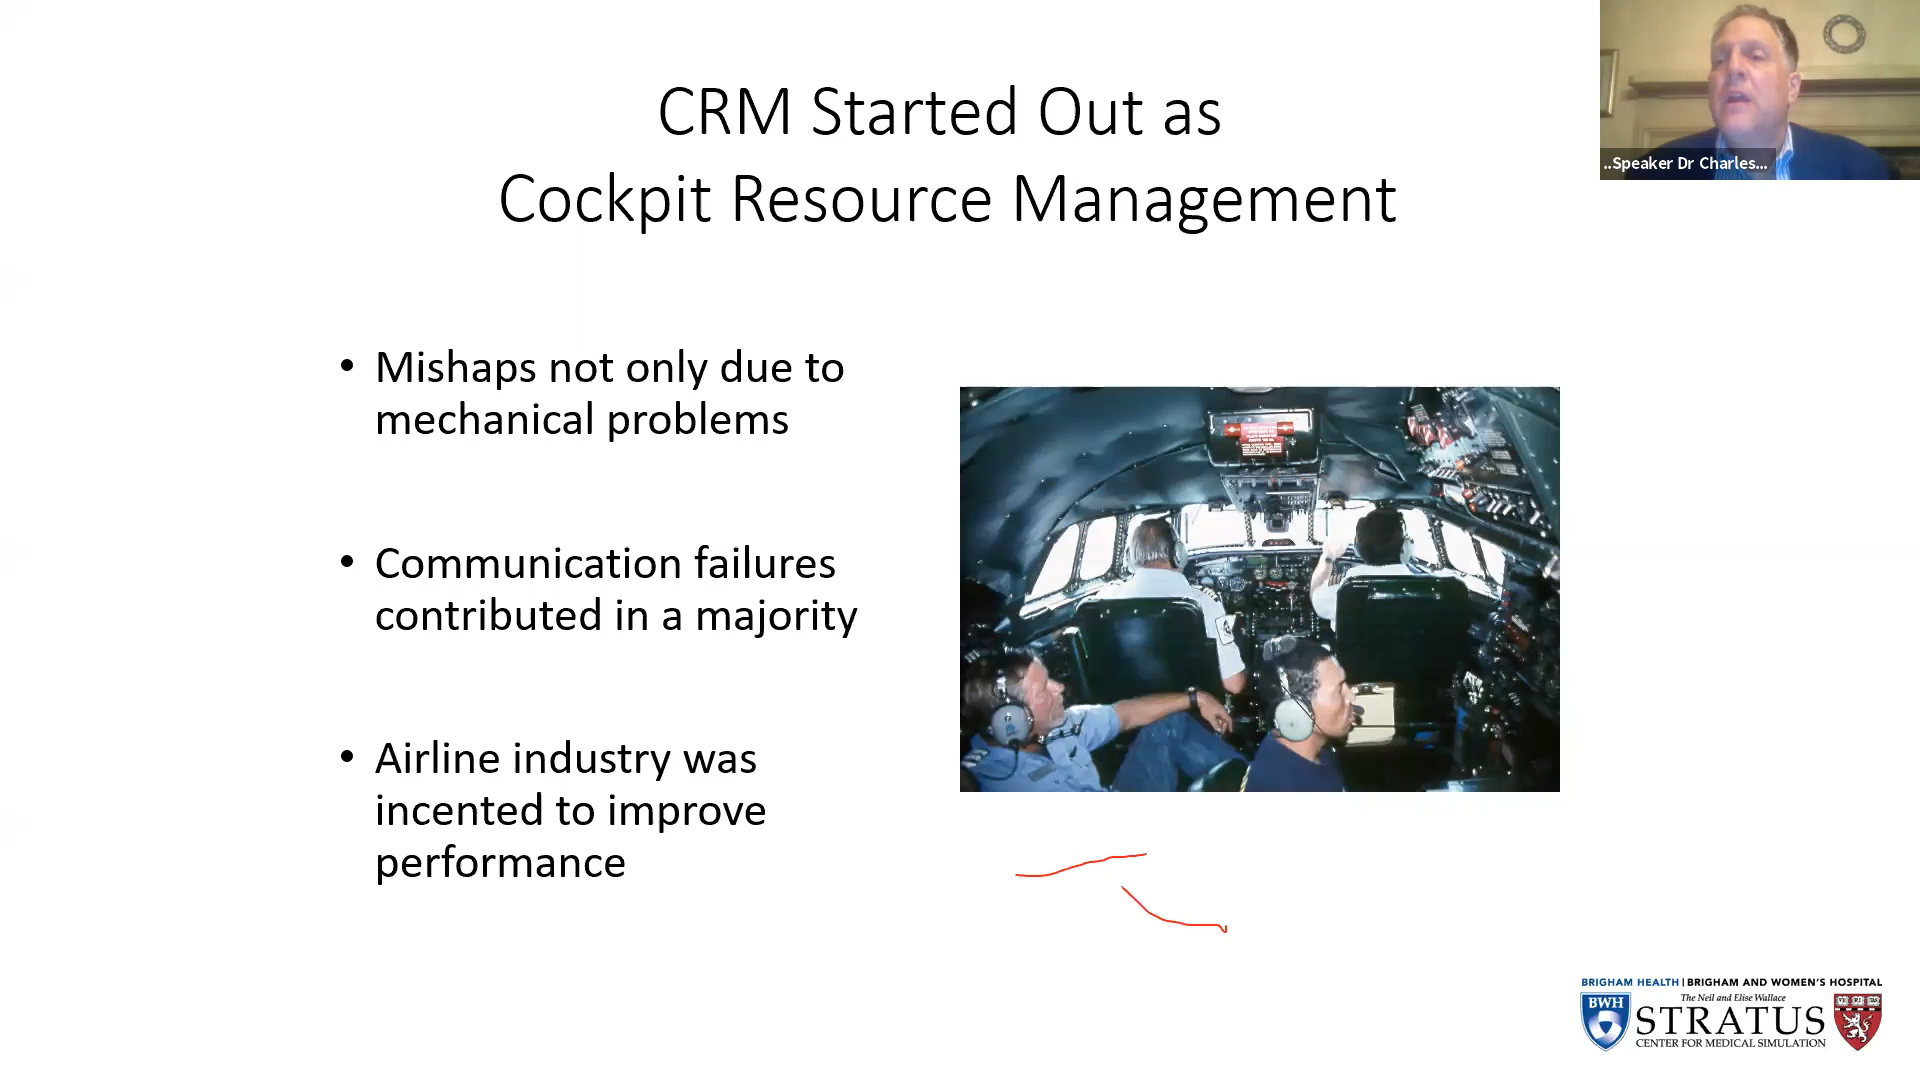 CRM Started Out as
Cockpit Resource Management
..Speaker Dr Charles...
• Mishaps not only due to
mechanical problems
• Communication failures
contributed in a majority
• Airline industry was
incented to improve
performance
BRIGHAM HEALTH | BRIGHAM AND WOMEN'S HOSPITAL
The Neil and Elise Wallace
BWH
STRATUS
CENTER FOR MEDICAL SIMULATION